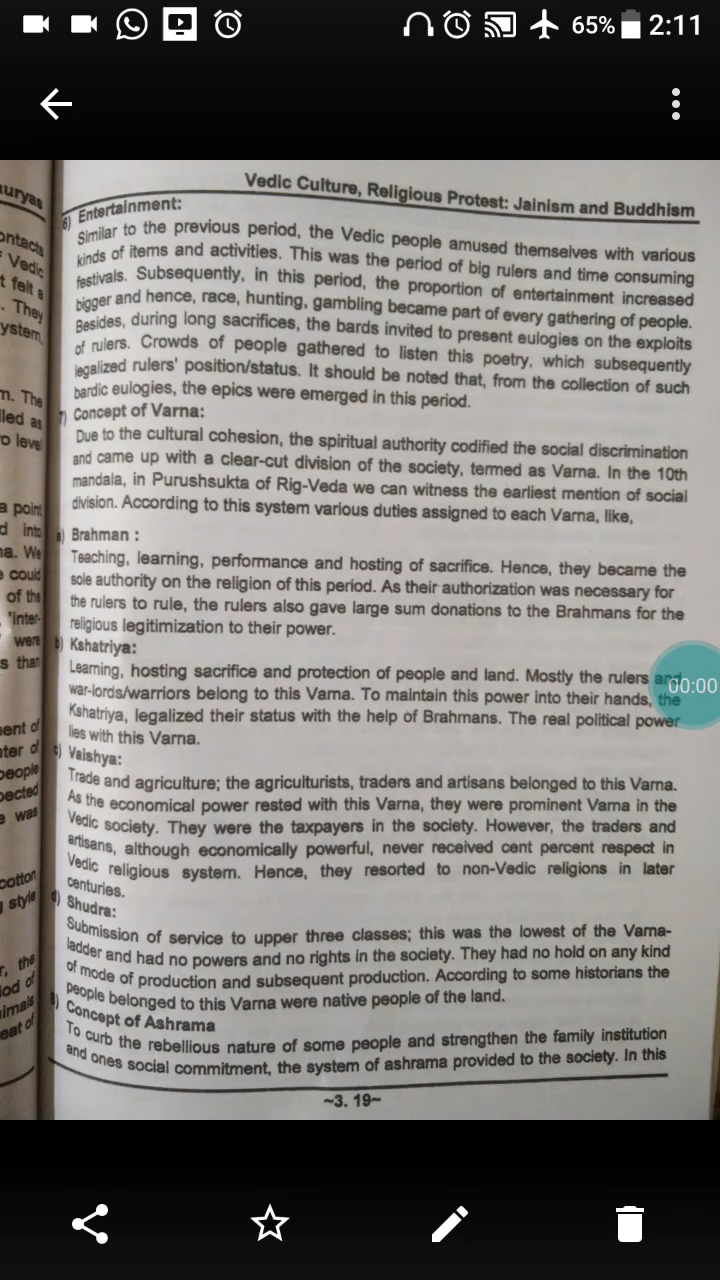 65% 2:11
Vedic Culture, Religious Protest: Jainism and Buddhism
6) Entertainment:
Similar to the previous period, the Vedic people amused themselves with various
kinds of items and activities. This was the period of big rulers and time consuming
festivals. Subsequently, in this period, the proportion of entertainment increased
bigger and hence, race, hunting, gambling became part of every gathering of people.
Besides, during long sacrifices, the bards invited to present eulogies on the exploits
of rulers. Crowds of people gathered to listen this poetry, which subsequently
legalized rulers' position/status. It should be noted that, from the collection of such
bardic eulogies, the epics were emerged in this period.
7) Concept of Varna:
Due to the cultural cohesion, the spiritual authority codified the social discrimination
and came up with a clear-cut division of the society, termed as Varna. In the 10th
mandala, in Purushsukta of Rig-Veda we can witness the earliest mention of social
division. According to this system various duties assigned to each Varna, like,
a) Brahman :
Teaching, learning, performance and hosting of sacrifice. Hence, they became the
sole authority on the religion of this period. As their authorization was necessary for
the rulers to rule, the rulers also gave large sum donations to the Brahmans for the
religious legitimization to their power.
b) Kshatriya:
Learning, hosting sacrifice and protection of people and land. Mostly the rulers and
war-lords/warriors belong to this Varna. To maintain this power into their hands, the
Kshatriya, legalized their status with the help of Brahmans. The real political power
lies with this Varna.
c) Vaishya:
Trade and agriculture; the agriculturists, traders and artisans belonged to this Varna.
As the economical power rested with this Varna, they were prominent Varna in the
Vedic society. They were the taxpayers in the society. However, the traders and
artisans, although economically powerful, never received cent percent respect in
Vedic religious system. Hence, they resorted to non-Vedic religions in later
centuries.
d) Shudra:
Submission of service to upper three classes; this was the lowest of the Varna-
ladder and had no powers and no rights in the society. They had no hold on any kind
of mode of production and subsequent production. According to some historians the
people belonged to this Varna were native people of the land.
8) Concept of Ashrama
To curb the rebellious nature of some people and strengthen the family institution
and ones social commitment, the system of ashrama provided to the society. In this
~3. 19~
00:00